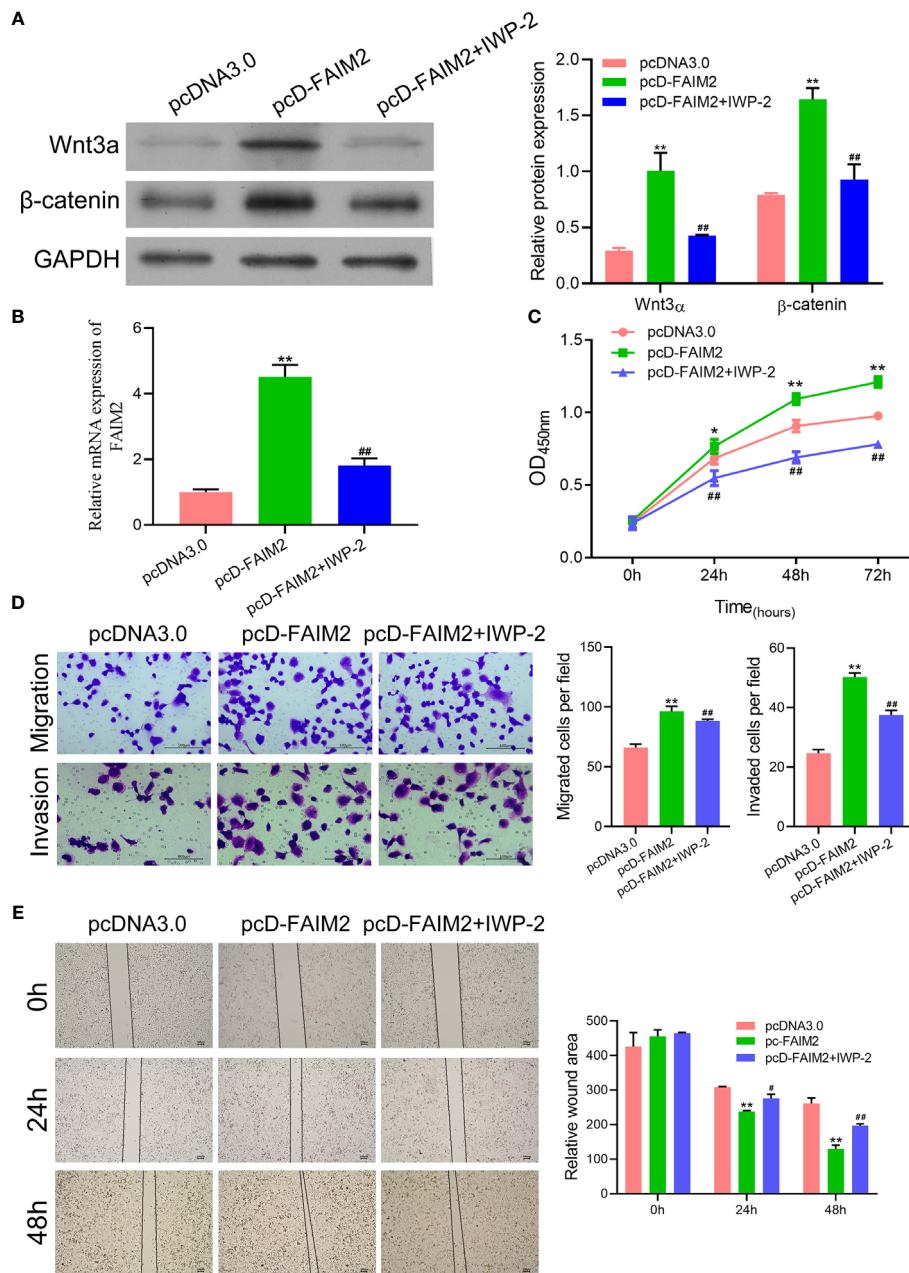 A
pcDNA3.0
pcD-FAIM2
pcD-FAIM2+IWP-2
Wnt3a
β-catenin
GAPDH
Relative protein expression
2.0
1.5
1.0
0.5
0.0
pcDNA3.0
pcD-FAIM2
pcD-FAIM2+IWP-2
**
##
**
##
Wnt3α
β-catenin
B
Relative mRNA expression of
FAIM2
6
4
2
0
**
##
pcDNA3.0
pcD-FAIM2
pcD-FAIM2+IWP-2
C
pcDNA3.0
pcD-FAIM2
pcD-FAIM2+IWP-2
OD450nm
1.5
1.0
0.5
0.0
*
**
**
##
##
##
0h
24h
48h
72h
Time(hours)
D
pcDNA3.0
pcD-FAIM2
pcD-FAIM2+IWP-2
Migration
Invasion
Migrated cells per field
150
100
50
0
**
##
pcDNA3.0
pcD-FAIM2
pcD-FAIM2+IWP-2
Invaded cells per field
60
40
20
0
**
##
pcDNA3.0
pcD-FAIM2
pcD-FAIM2+IWP-2
E
pcDNA3.0
pcD-FAIM2
pcD-FAIM2+IWP-2
0h
24h
48h
Relative wound area
500
400
300
200
100
0
pcDNA3.0
pc-FAIM2
pcD-FAIM2+IWP-2
**
#
**
##
0h
24h
48h